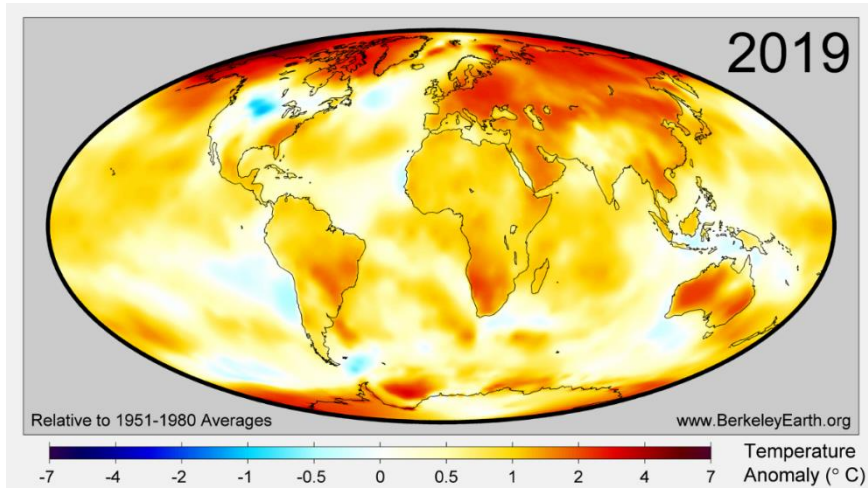 2019
Relative to 1951-1980 Averages
www.BerkeleyEarth.org
-7 -4 -2 -1 -0.5 0 0.5 1 2 4 7
Temperature
Anomaly (° C)